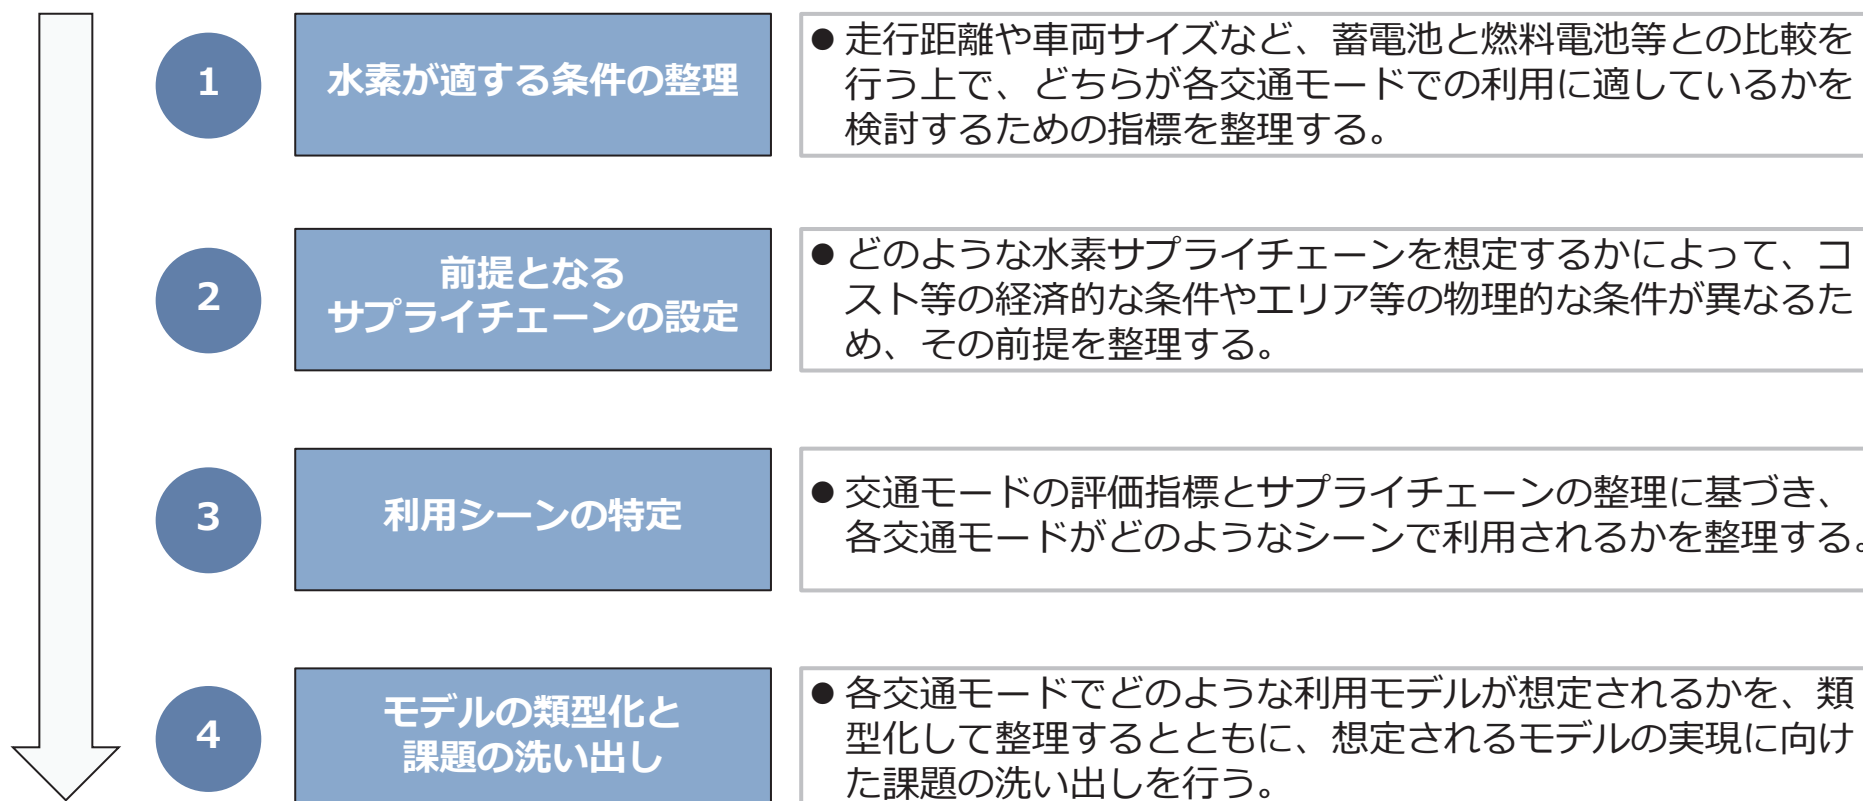 1
水素が適する条件の整理
● 走行距離や車両サイズなど、蓄電池と燃料電池等との比較を
行う上で、どちらが各交通モードでの利用に適しているかを
検討するための指標を整理する。
2
前提となる
サプライチェーンの設定
● どのような水素サプライチェーンを想定するかによって、コ
スト等の経済的な条件やエリア等の物理的な条件が異なるた
め、その前提を整理する。
3
利用シーンの特定
● 交通モードの評価指標とサプライチェーンの整理に基づき、
各交通モードがどのようなシーンで利用されるかを整理する。
4
モデルの類型化と
課題の洗い出し
● 各交通モードでどのような利用モデルが想定されるかを、類
型化して整理するとともに、想定されるモデルの実現に向け
た課題の洗い出しを行う。